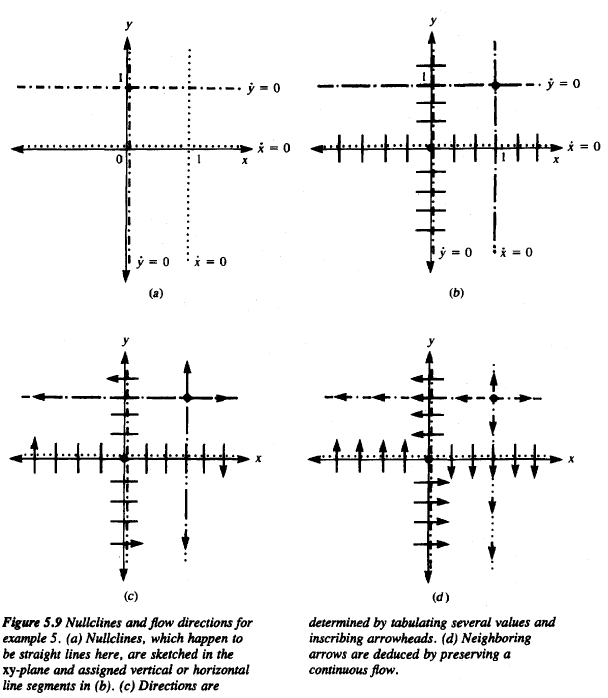 y
1
ẏ = 0
ẋ = 0
0
1
x
ẏ = 0
ẋ = 0
(a)
y
1
ẏ = 0
ẋ = 0
1
x
ẏ = 0
ẋ = 0
(b)
y
x
(c)
y
x
(d)
Figure 5.9 Nullclines and flow directions for
example 5. (a) Nullclines, which happen to
be straight lines here, are sketched in the
xy-plane and assigned vertical or horizontal
line segments in (b). (c) Directions are
determined by tabulating several values and
inscribing arrowheads. (d) Neighboring
arrows are deduced by preserving a
continuous flow.